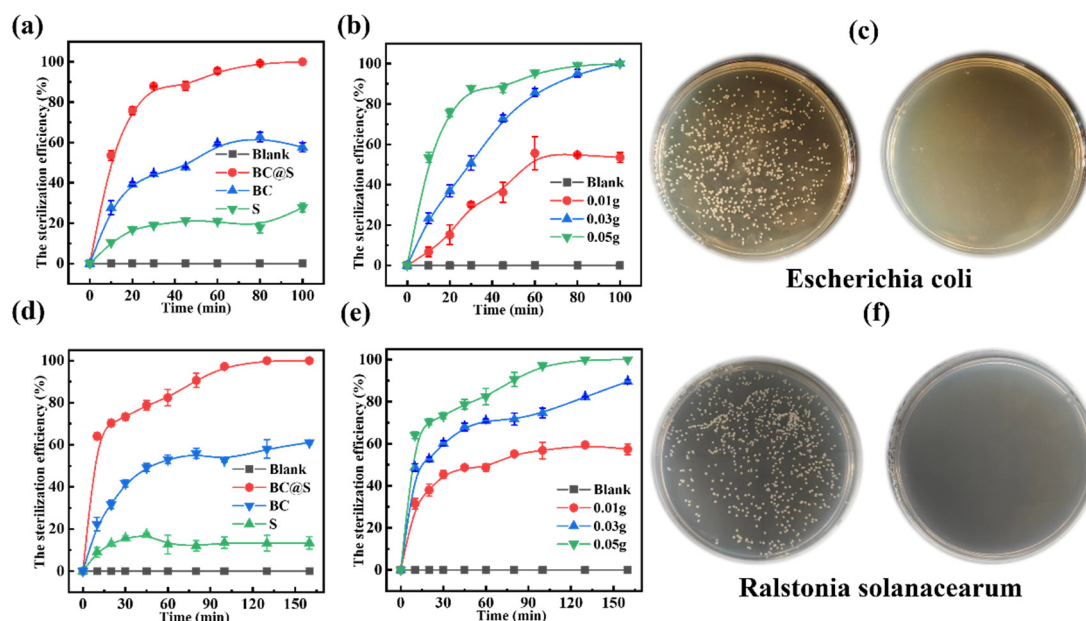 (a)
The sterilization efficiency (%)
100
80
60
40
20
0
Blank
BC@S
BC
S
0 20 40 60 80 100
Time (min)
(b)
The sterilization efficiency (%)
100
80
60
40
20
0
Blank
0.01g
0.03g
0.05g
0 20 40 60 80 100
Time (min)
(c)
Escherichia coli
(d)
The sterilization efficiency (%)
100
80
60
40
20
0
Blank
BC@S
BC
S
0 30 60 90 120 150
Time (min)
(e)
The sterilization efficiency (%)
100
80
60
40
20
0
Blank
0.01g
0.03g
0.05g
0 30 60 90 120 150
Time (min)
(f)
Ralstonia solanacearum